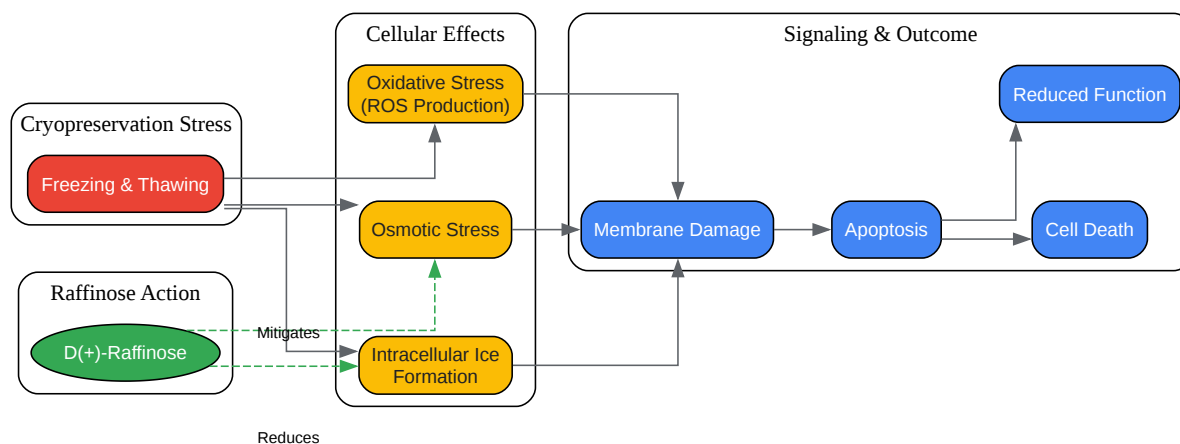 Cryopreservation Stress
Freezing & Thawing
Raffinose Action
D(+)-Raffinose
Mitigates
Reduces
Cellular Effects
Oxidative Stress
(ROS Production)
Osmotic Stress
Intracellular Ice
Formation
Signaling & Outcome
Membrane Damage
Apoptosis
Reduced Function
Cell Death